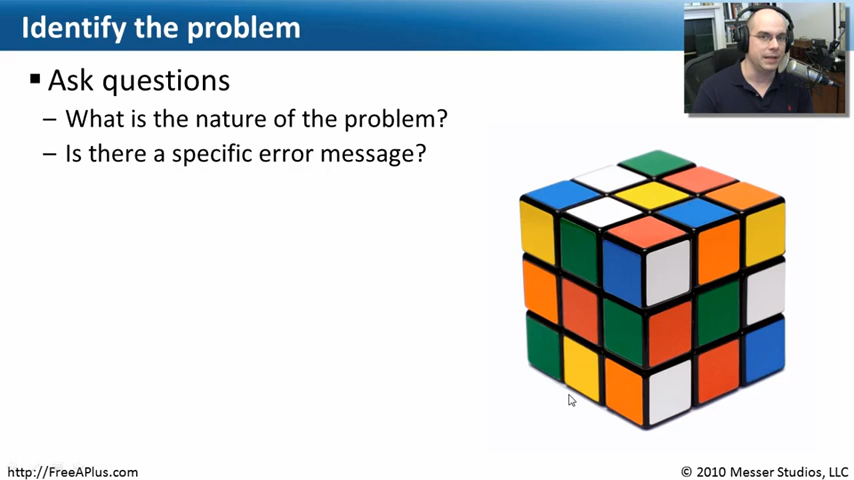 Identify the problem
▪ Ask questions
– What is the nature of the problem?
– Is there a specific error message?
http://FreeAPlus.com
© 2010 Messer Studios, LLC